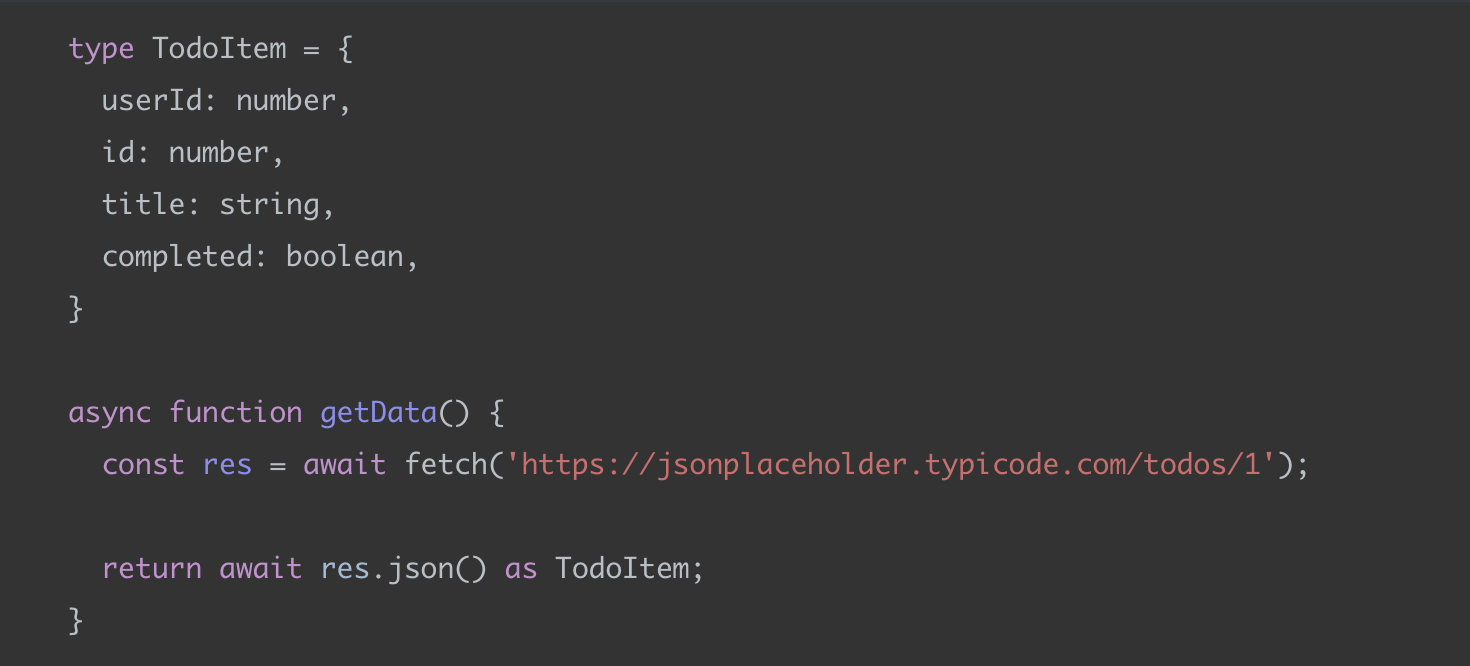 type TodoItem = {
  userId: number,
  id: number,
  title: string,
  completed: boolean,
}

async function getData() {
  const res = await fetch('https://jsonplaceholder.typicode.com/todos/1');

  return await res.json() as TodoItem;
}